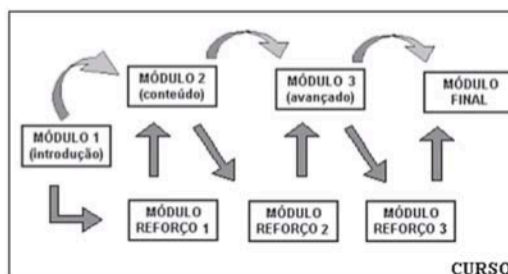 MÓDULO 1
(introdução)
MÓDULO 2
(conteúdo)
MÓDULO 3
(avançado)
MÓDULO
FINAL
MÓDULO
REFORÇO 1
MÓDULO
REFORÇO 2
MÓDULO
REFORÇO 3
CURSO